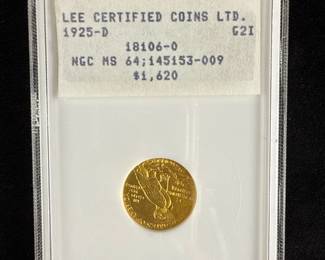 LEE CERTIFIED COINS LTD.
1925-D G2I
18106-0
NGC MS 64;145153-009
$1,620